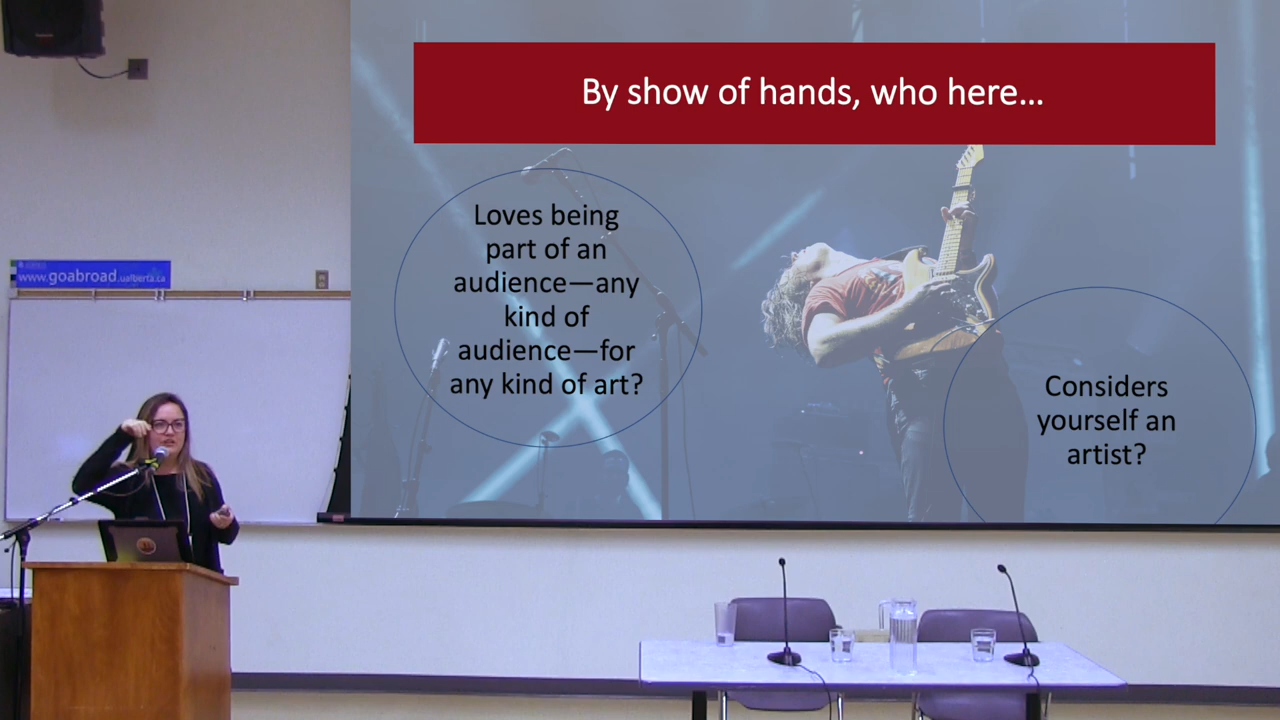 By show of hands, who here...
Loves being
part of an
audience—any
kind of
audience—for
any kind of art?
Considers
yourself an
artist?
www.goabroad.ualberta.ca